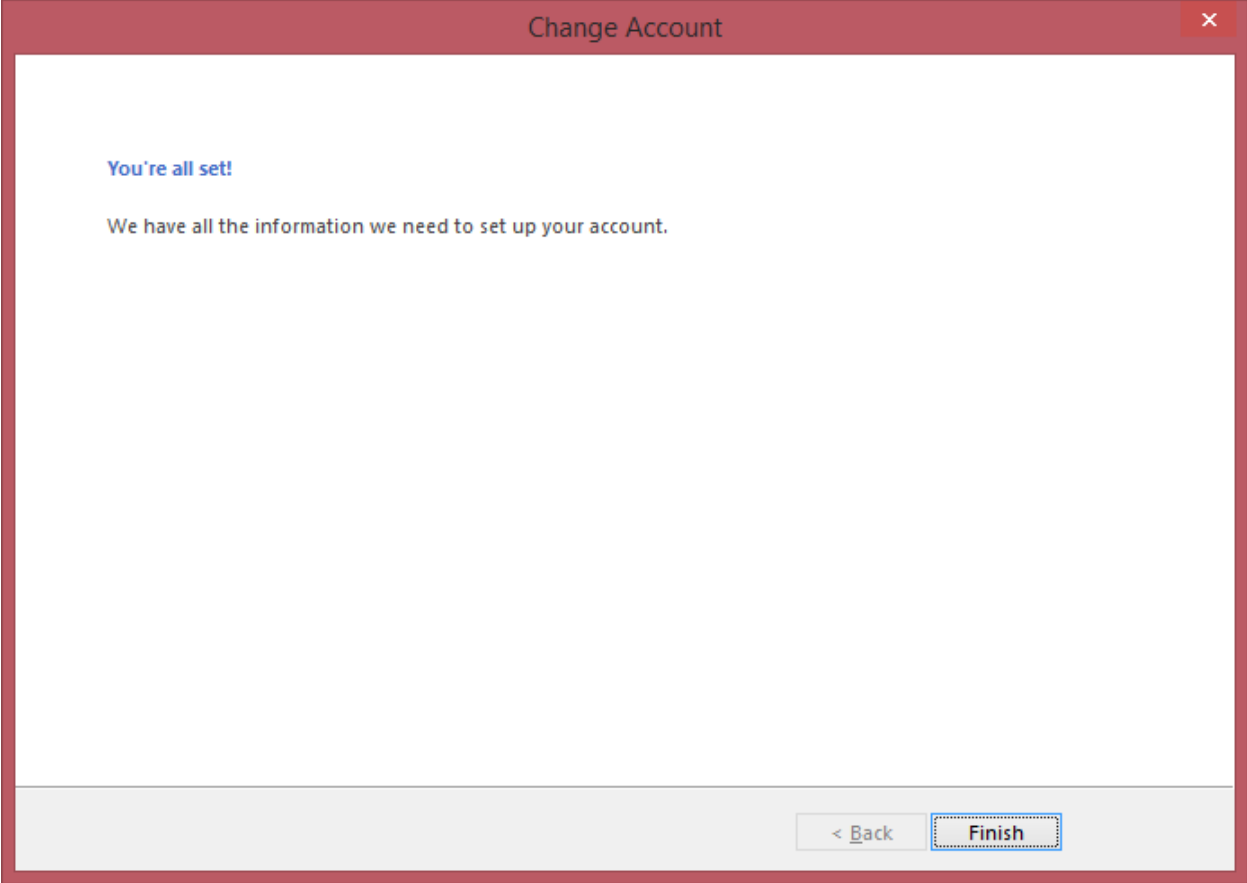 Change Account
You're all set!
We have all the information we need to set up your account.
< Back
Finish